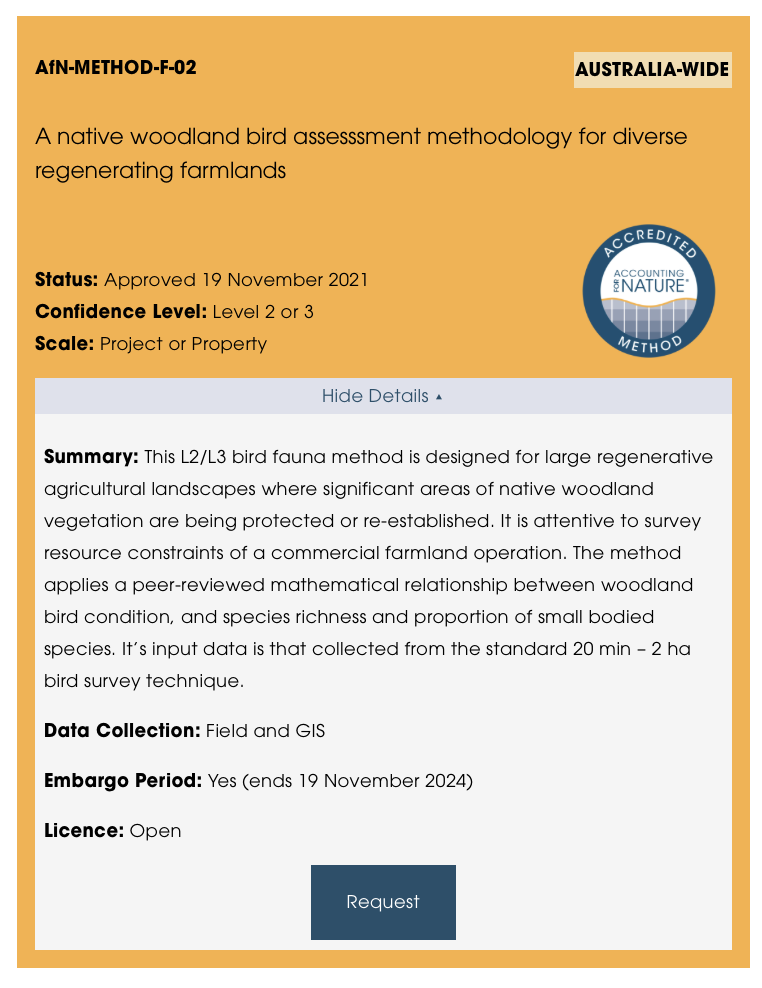 AfN-METHOD-F-02
AUSTRALIA-WIDE
A native woodland bird assesssment methodology for diverse
regenerating farmlands
ACCREDITED
ACCOUNTING
FOR NATURE®
METHOD
Status: Approved 19 November 2021
Confidence Level: Level 2 or 3
Scale: Project or Property
Hide Details ▲
Summary: This L2/L3 bird fauna method is designed for large regenerative
agricultural landscapes where significant areas of native woodland
vegetation are being protected or re-established. It is attentive to survey
resource constraints of a commercial farmland operation. The method
applies a peer-reviewed mathematical relationship between woodland
bird condition, and species richness and proportion of small bodied
species. It’s input data is that collected from the standard 20 min – 2 ha
bird survey technique.
Data Collection: Field and GIS
Embargo Period: Yes (ends 19 November 2024)
Licence: Open
Request